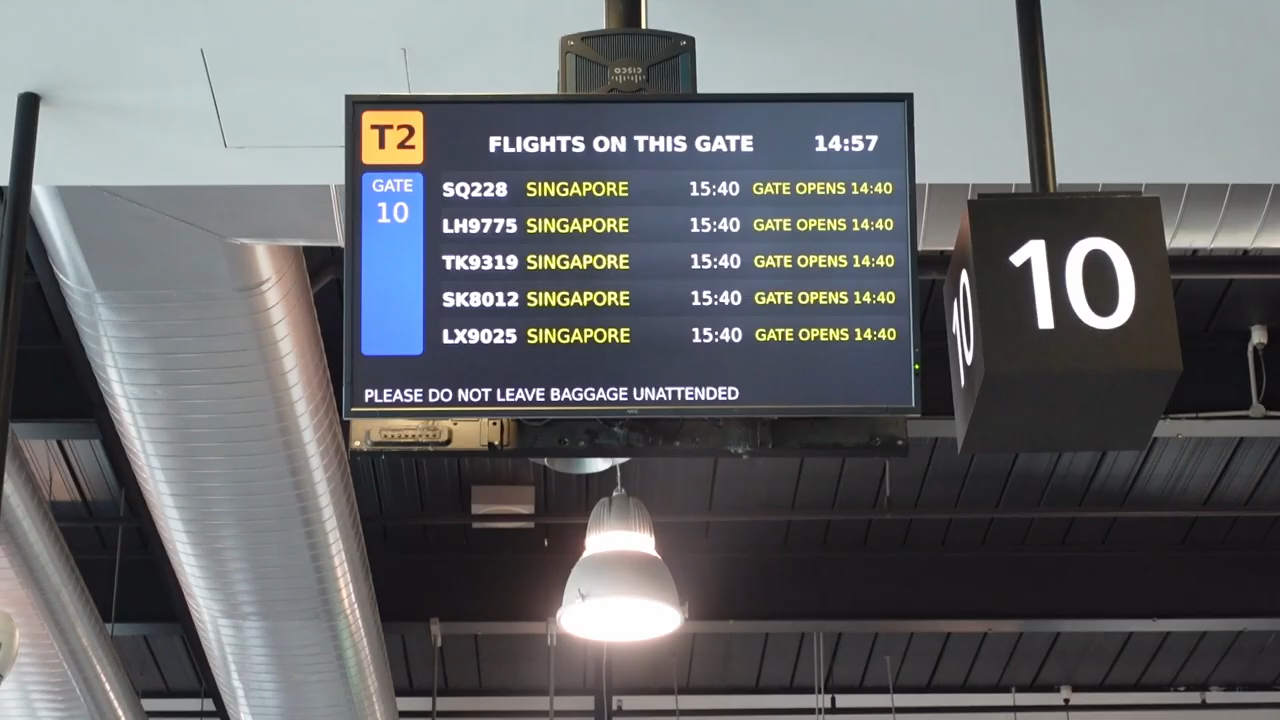 CISCO
T2 FLIGHTS ON THIS GATE 14:57
GATE
10
SQ228 SINGAPORE 15:40 GATE OPENS 14:40
LH9775 SINGAPORE 15:40 GATE OPENS 14:40
TK9319 SINGAPORE 15:40 GATE OPENS 14:40
SK8012 SINGAPORE 15:40 GATE OPENS 14:40
LX9025 SINGAPORE 15:40 GATE OPENS 14:40
PLEASE DO NOT LEAVE BAGGAGE UNATTENDED
10
10